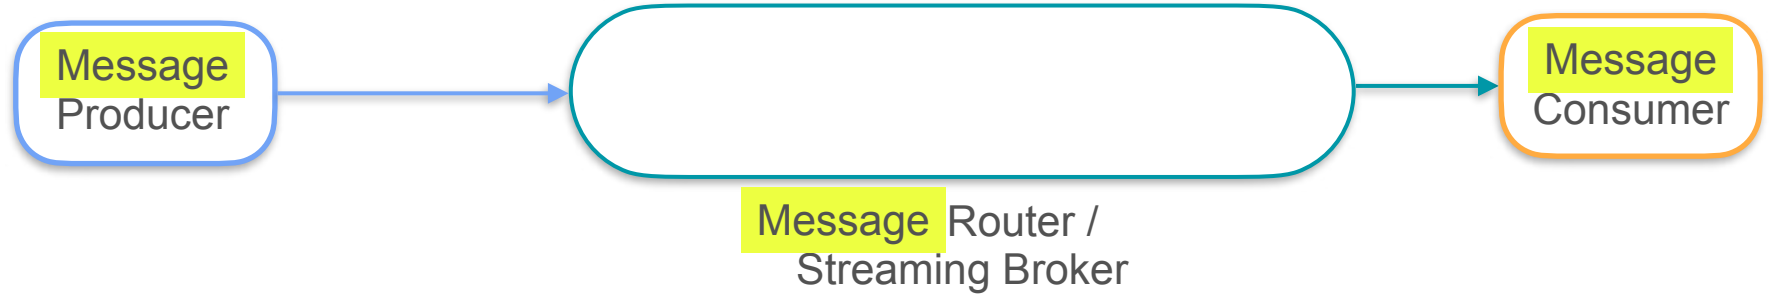 Message
Producer
Message
Consumer
Message Router /
Streaming Broker